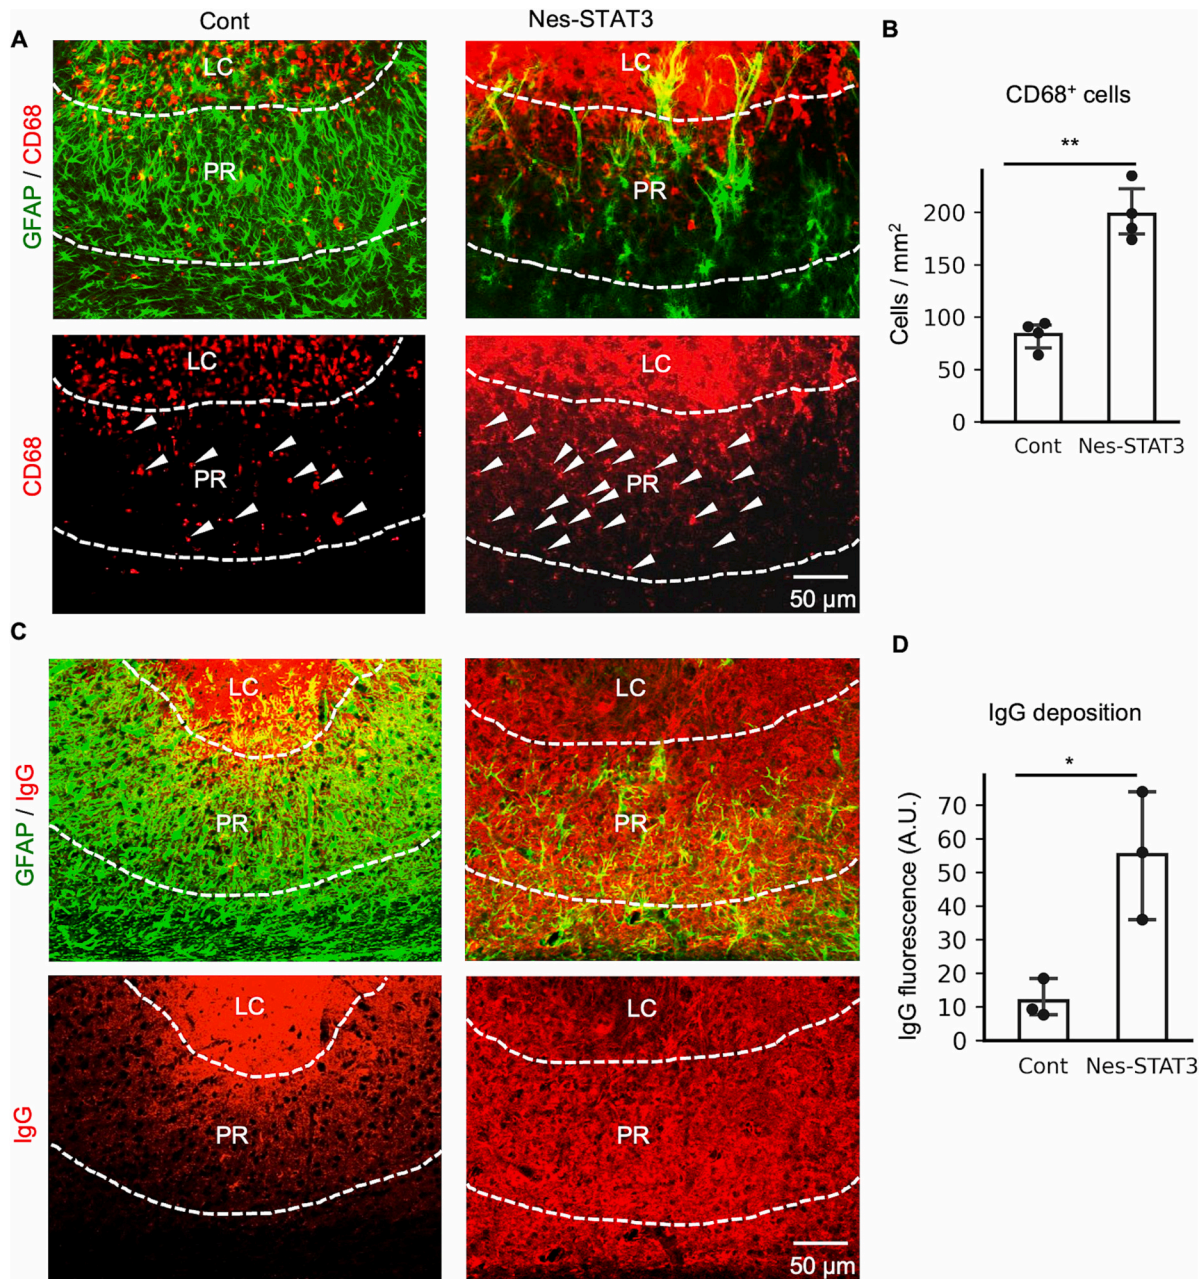 Cont
Nes-STAT3
A
GFAP / CD68
LC
PR
LC
PR
CD68
LC
PR
LC
PR
50 µm
B
CD68⁺ cells
**
Cells / mm²
200
150
100
50
0
Cont
Nes-STAT3
C
GFAP / IgG
LC
PR
LC
PR
IgG
LC
PR
LC
PR
50 µm
D
IgG deposition
*
IgG fluorescence (A.U.)
70
60
50
40
30
20
10
0
Cont
Nes-STAT3